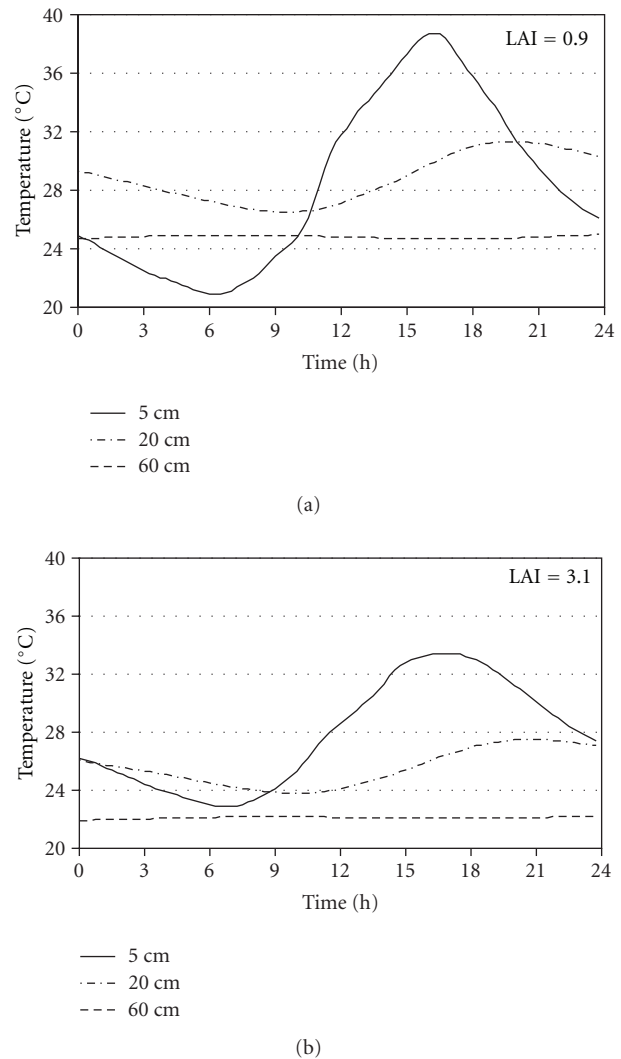 40
36
32
28
24
20
Temperature (°C)
LAI = 0.9
0 3 6 9 12 15 18 21 24
Time (h)
5 cm
20 cm
60 cm
(a)
40
36
32
28
24
20
Temperature (°C)
LAI = 3.1
0 3 6 9 12 15 18 21 24
Time (h)
5 cm
20 cm
60 cm
(b)